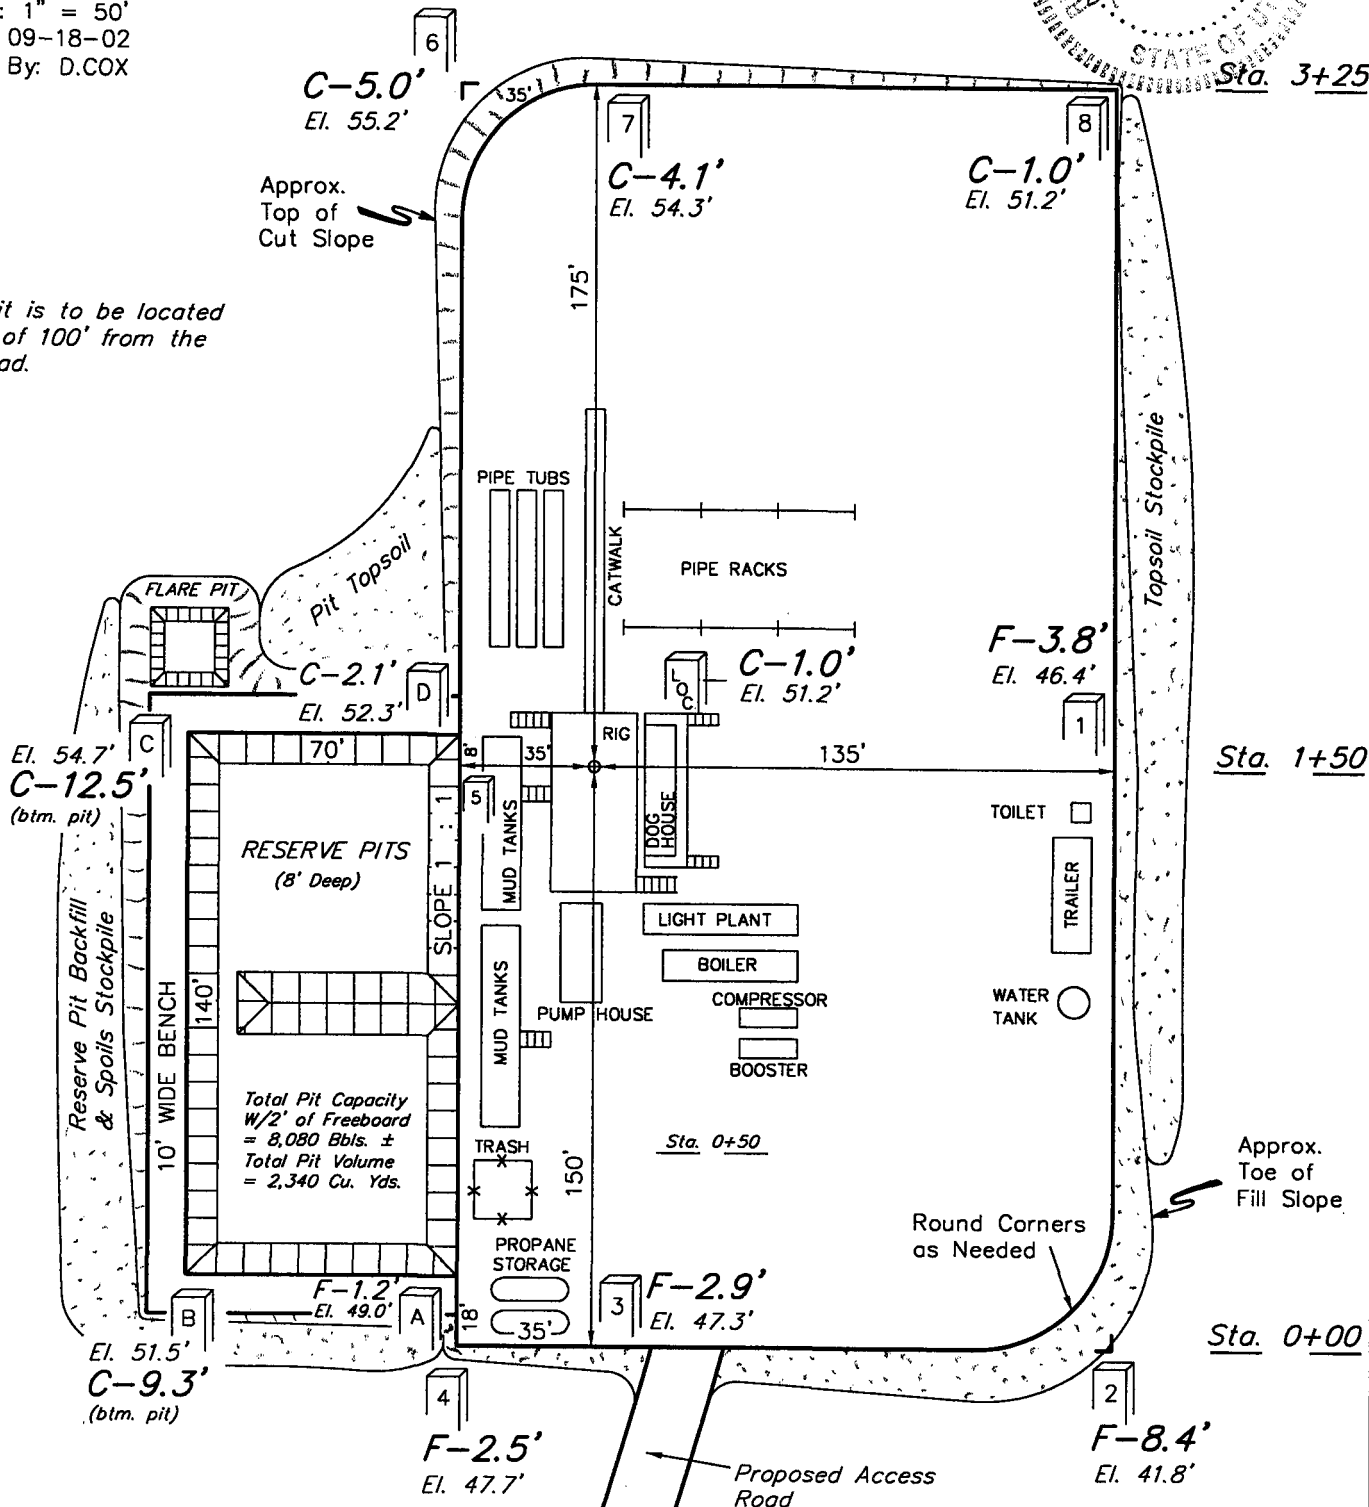 : 1" = 50'
09-18-02
By: D.COX
STATE OF UT
Sta. 3+25
6
C-5.0'
El. 55.2'
35'
7
C-4.1'
El. 54.3'
8
C-1.0'
El. 51.2'
Approx.
Top of
Cut Slope
175'
it is to be located
of 100' from the
ad.
Topsoil Stockpile
PIPE TUBS
CATWALK
PIPE RACKS
Pit Topsoil
FLARE PIT
C-2.1'
El. 52.3'
D
LOC.
C-1.0'
El. 51.2'
F-3.8'
El. 46.4'
1
C
El. 54.7'
C-12.5'
(btm. pit)
70'
8'
35'
RIG
135'
Sta. 1+50
5
MUD TANKS
DOG
HOUSE
TOILET
TRAILER
RESERVE PITS
(8' Deep)
SLOPE 1 : 1
LIGHT PLANT
BOILER
COMPRESSOR
BOOSTER
PUMP HOUSE
MUD TANKS
WATER
TANK
Reserve Pit Backfill
& Spoils Stockpile
10' WIDE BENCH
140'
Total Pit Capacity
W/2' of Freeboard
= 8,080 Bbls. ±
Total Pit Volume
= 2,340 Cu. Yds.
TRASH
150'
Sta. 0+50
Approx.
Toe of
Fill Slope
Round Corners
as Needed
PROPANE
STORAGE
35'
18'
F-1.2'
El. 49.0'
A
B
El. 51.5'
C-9.3'
(btm. pit)
3
F-2.9'
El. 47.3'
Sta. 0+00
4
F-2.5'
El. 47.7'
2
F-8.4'
El. 41.8'
Proposed Access
Road